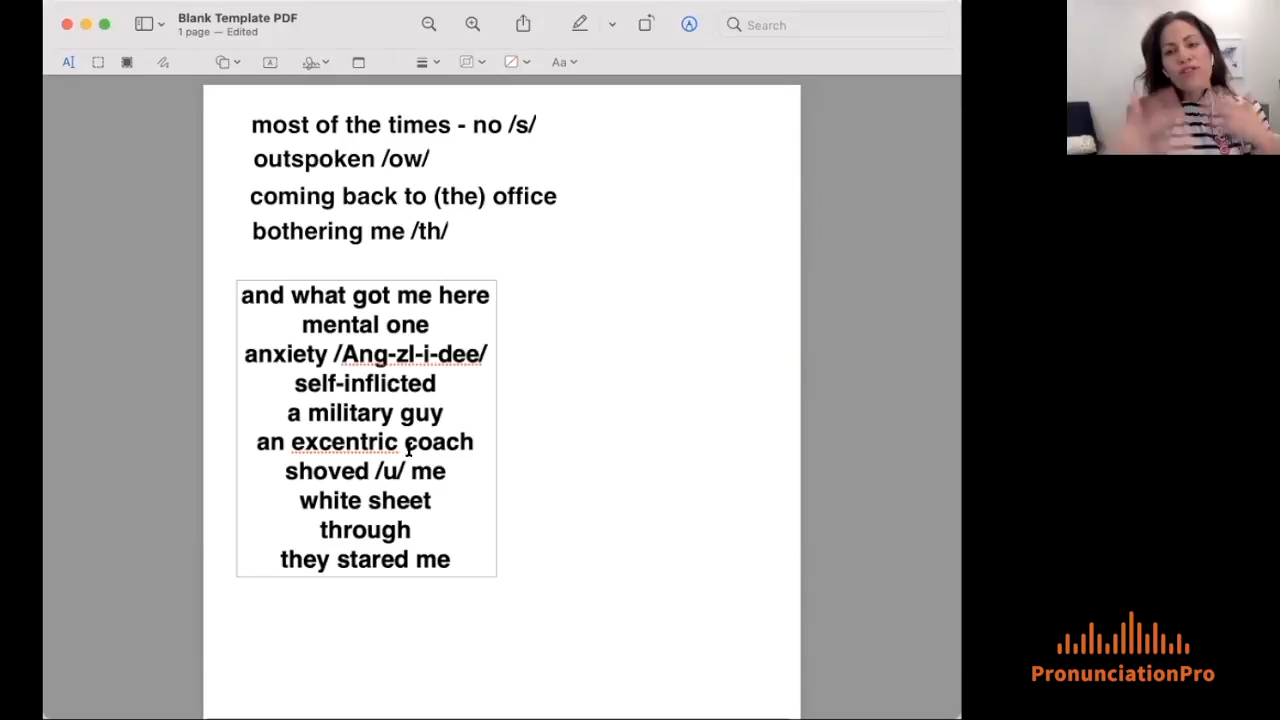 Blank Template PDF
1 page — Edited
Search
Aa
most of the times - no /s/
outspoken /ow/
coming back to (the) office
bothering me /th/
and what got me here
mental one
anxiety /Ang-zI-i-dee/
self-inflicted
a military guy
an excentric coach
shoved /u/ me
white sheet
through
they stared me
PronunciationPro